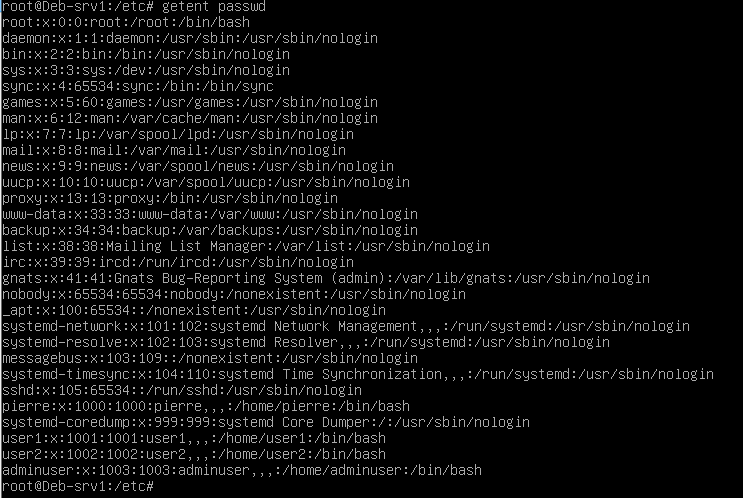 root@Deb-srv1:/etc# getent passwd
root:x:0:0:root:/root:/bin/bash
daemon:x:1:1:daemon:/usr/sbin:/usr/sbin/nologin
bin:x:2:2:bin:/bin:/usr/sbin/nologin
sys:x:3:3:sys:/dev:/usr/sbin/nologin
sync:x:4:65534:sync:/bin:/bin/sync
games:x:5:60:games:/usr/games:/usr/sbin/nologin
man:x:6:12:man:/var/cache/man:/usr/sbin/nologin
lp:x:7:7:lp:/var/spool/lpd:/usr/sbin/nologin
mail:x:8:8:mail:/var/mail:/usr/sbin/nologin
news:x:9:9:news:/var/spool/news:/usr/sbin/nologin
uucp:x:10:10:uucp:/var/spool/uucp:/usr/sbin/nologin
proxy:x:13:13:proxy:/bin:/usr/sbin/nologin
www-data:x:33:33:www-data:/var/www:/usr/sbin/nologin
backup:x:34:34:backup:/var/backups:/usr/sbin/nologin
list:x:38:38:Mailing List Manager:/var/list:/usr/sbin/nologin
irc:x:39:39:ircd:/run/ircd:/usr/sbin/nologin
gnats:x:41:41:Gnats Bug-Reporting System (admin):/var/lib/gnats:/usr/sbin/nologin
nobody:x:65534:65534:nobody:/nonexistent:/usr/sbin/nologin
_apt:x:100:65534::/nonexistent:/usr/sbin/nologin
systemd-network:x:101:102:systemd Network Management,,,:/run/systemd:/usr/sbin/nologin
systemd-resolve:x:102:103:systemd Resolver,,,:/run/systemd:/usr/sbin/nologin
messagebus:x:103:109::/nonexistent:/usr/sbin/nologin
systemd-timesync:x:104:110:systemd Time Synchronization,,,:/run/systemd:/usr/sbin/nologin
sshd:x:105:65534::/run/sshd:/usr/sbin/nologin
pierre:x:1000:1000:pierre,,,:/home/pierre:/bin/bash
systemd-coredump:x:999:999:systemd Core Dumper:/:/usr/sbin/nologin
user1:x:1001:1001:user1,,,:/home/user1:/bin/bash
user2:x:1002:1002:user2,,,:/home/user2:/bin/bash
adminuser:x:1003:1003:adminuser,,,:/home/adminuser:/bin/bash
root@Deb-srv1:/etc#